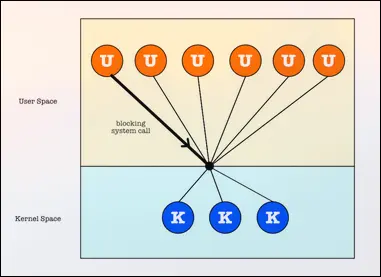 U U U U U U
User Space
blocking
system call
Kernel Space
K K K